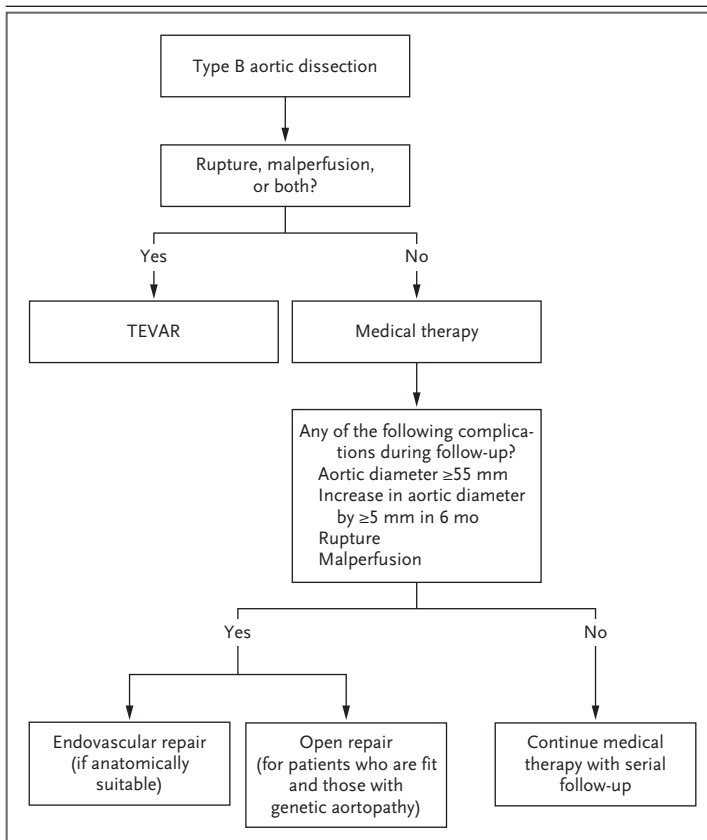 Type B aortic dissection
Rupture, malperfusion,
or both?
Yes
No
TEVAR
Medical therapy
Any of the following complica-
tions during follow-up?
Aortic diameter ≥55 mm
Increase in aortic diameter
by ≥5 mm in 6 mo
Rupture
Malperfusion
Yes
No
Endovascular repair
(if anatomically
suitable)
Open repair
(for patients who are fit
and those with
genetic aortopathy)
Continue medical
therapy with serial
follow-up